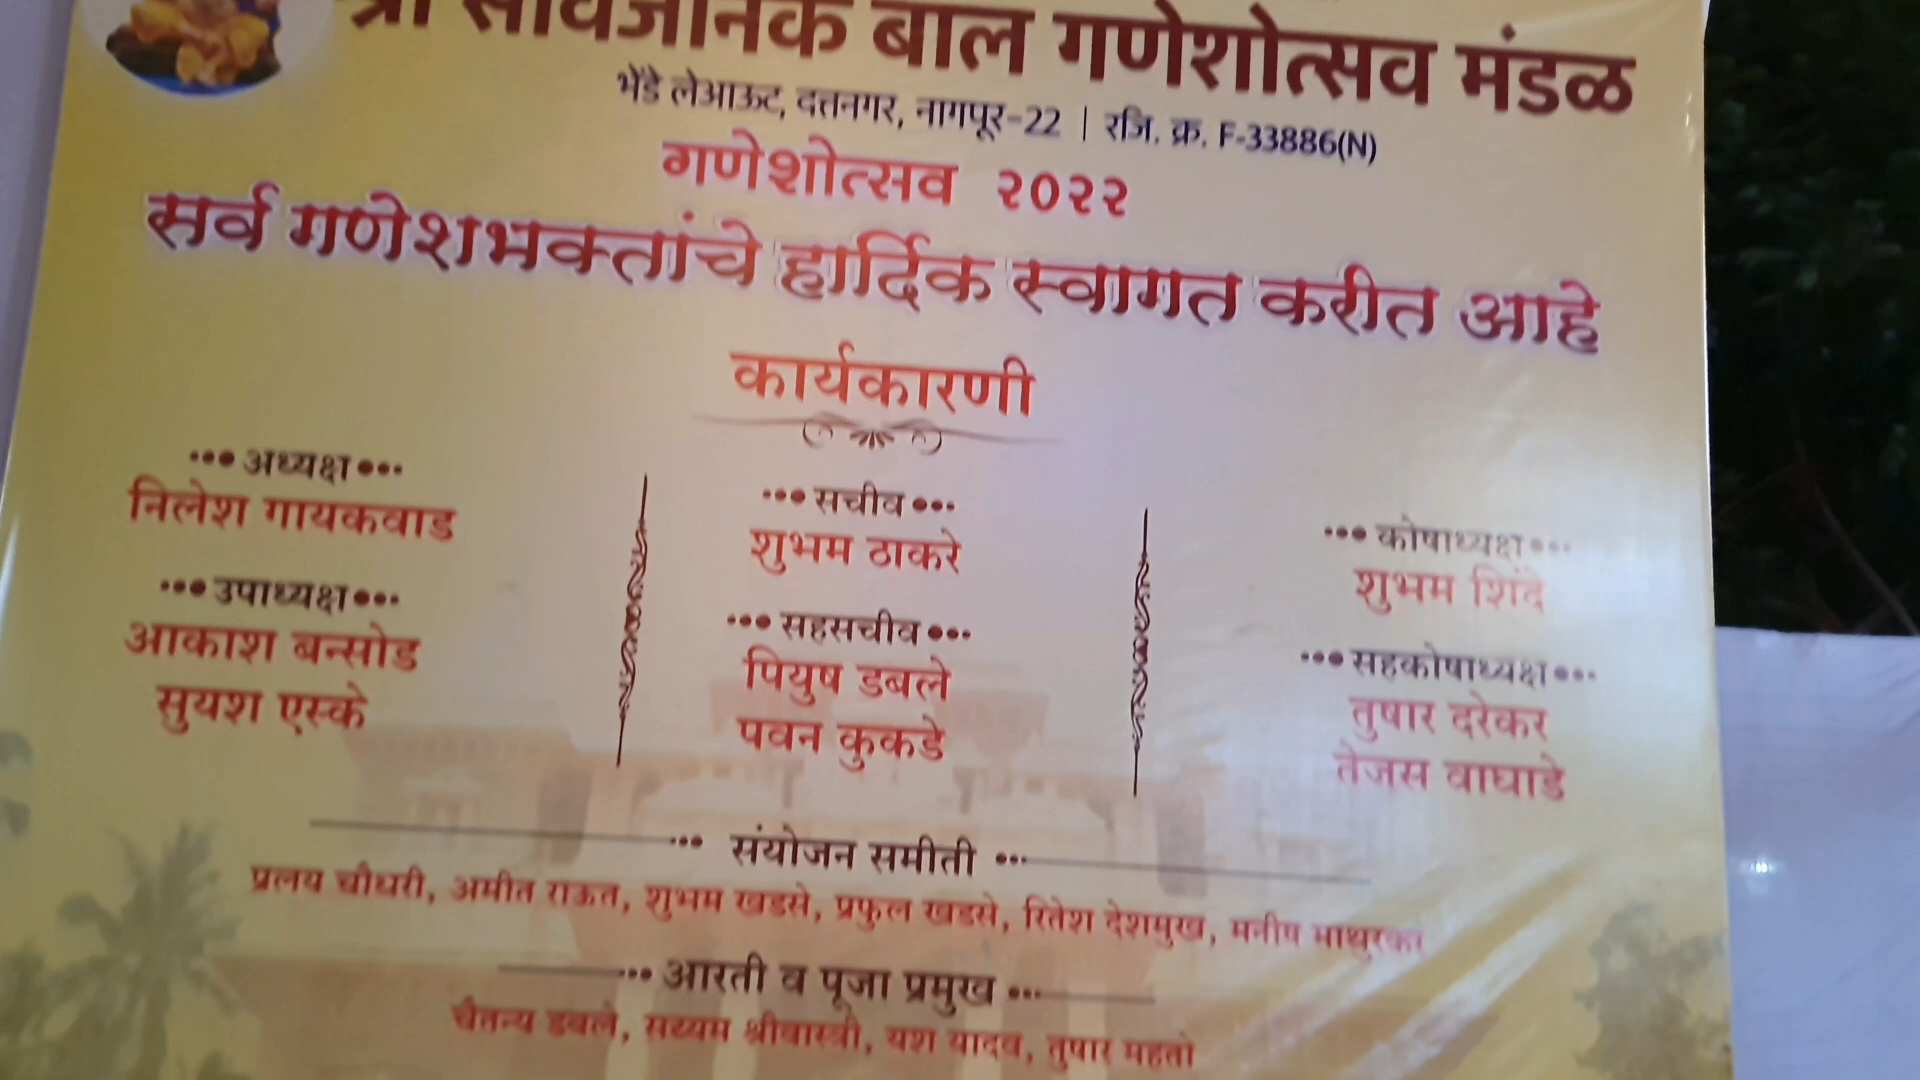 श्री सार्वजनिक बाल गणेशोत्सव मंडळ
भेंडे लेआऊट, दत्तनगर, नागपूर-22 | रजि. क्र. F-33886(N)
गणेशोत्सव २०२२
सर्व गणेशभक्तांचे हार्दिक स्वागत करीत आहे
कार्यकारणी
••• अध्यक्ष •••
निलेश गायकवाड
••• उपाध्यक्ष •••
आकाश बन्सोड
सुयश एस्के
••• सचीव •••
शुभम ठाकरे
••• सहसचीव •••
पियुष डबले
पवन कुकडे
••• कोषाध्यक्ष •••
शुभम शिंदे
••• सहकोषाध्यक्ष •••
तुषार दरेकर
तेजस वाघाडे
••• संयोजन समीती •••
प्रलय चौधरी, अमीत राऊत, शुभम खडसे, प्रफुल खडसे, रितेश देशमुख, मनीष माथुरकर
••• आरती व पूजा प्रमुख •••
चैतन्य डबले, सय्यम श्रीवास्त्री, यश यादव, तुषार महतो